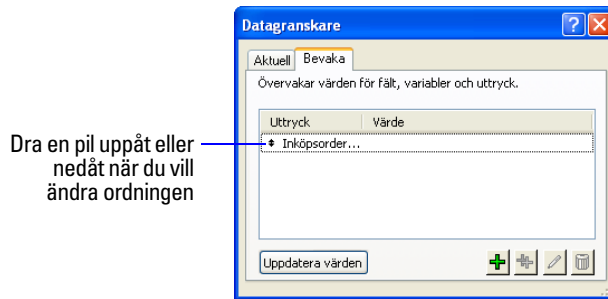 Datagranskare
Aktuell Bevaka
Övervakar värden för fält, variabler och uttryck.
Uttryck Värde
Inköpsorder...
Dra en pil uppåt eller
nedåt när du vill
ändra ordningen
Uppdatera värden